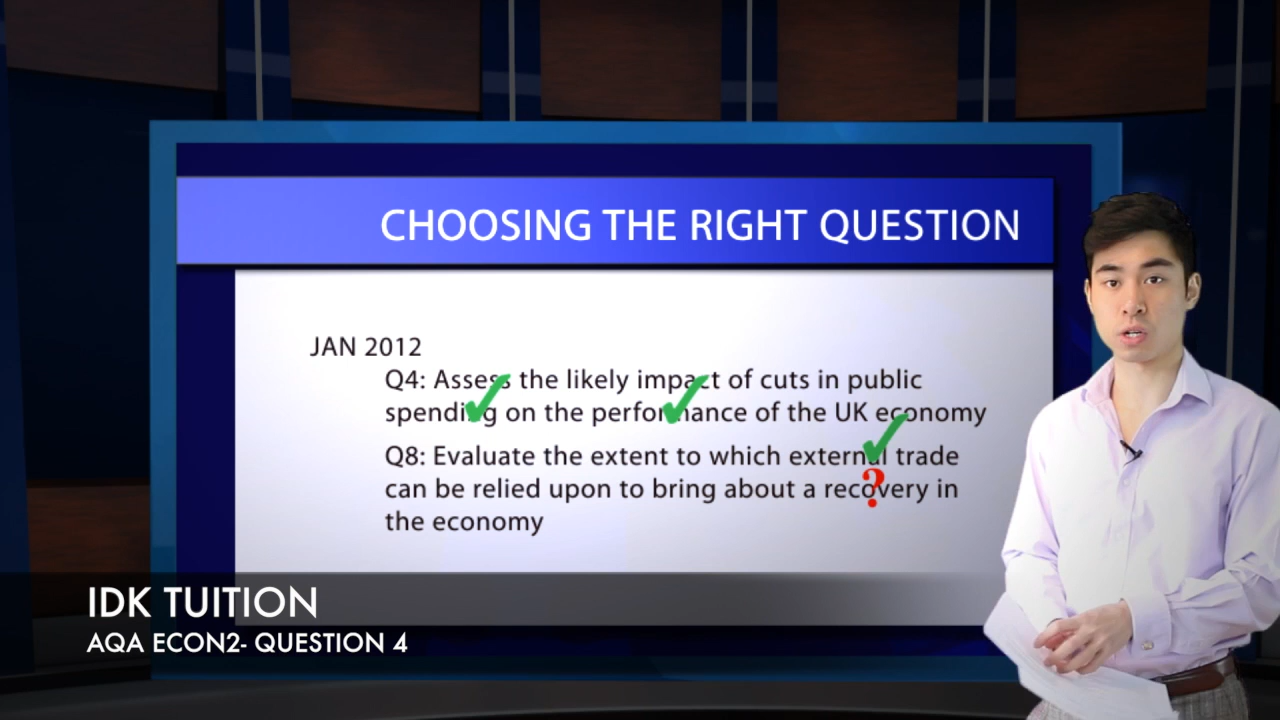 CHOOSING THE RIGHT QUESTION
JAN 2012
Q4: Assess the likely impact of cuts in public
spending on the performance of the UK economy
Q8: Evaluate the extent to which external trade
can be relied upon to bring about a recovery in
?
the economy
IDK TUITION
AQA ECON2- QUESTION 4